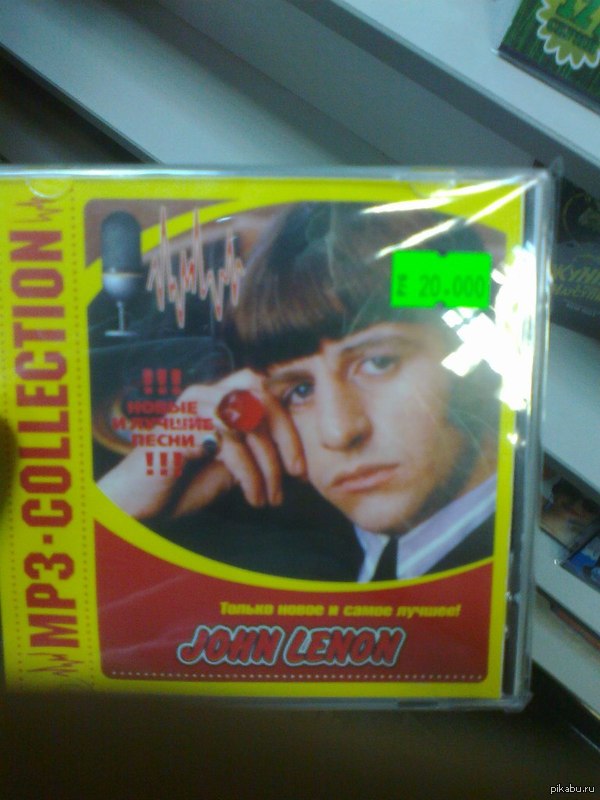 MP3-COLLECTION
Е 20.000
!!!
НОВЫЕ
И ЛУЧШИЕ
ПЕСНИ
!!!
Только новое и самое лучшее!
JOHN LENON
pikabu.ru